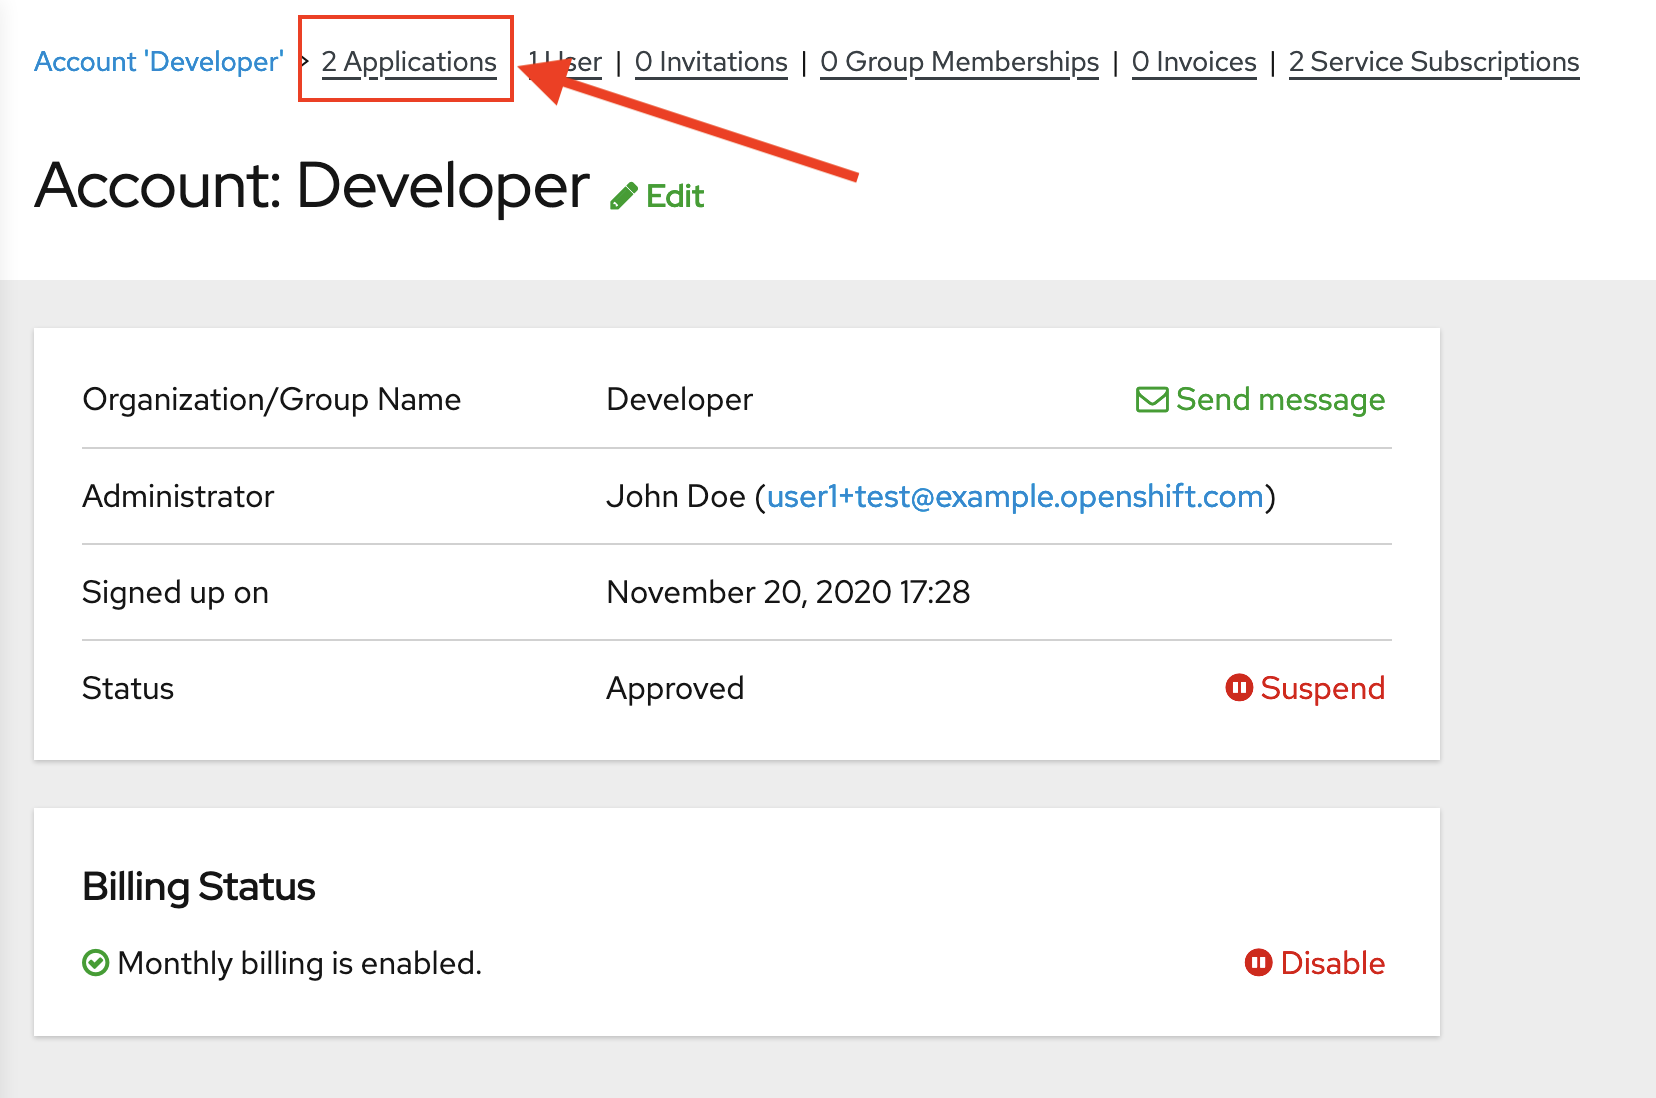 Account 'Developer' > 2 Applications 1 User | 0 Invitations | 0 Group Memberships | 0 Invoices | 2 Service Subscriptions
Account: Developer Edit
Organization/Group Name Developer Send message
Administrator John Doe (user1+test@example.openshift.com)
Signed up on November 20, 2020 17:28
Status Approved Suspend
Billing Status
Monthly billing is enabled. Disable